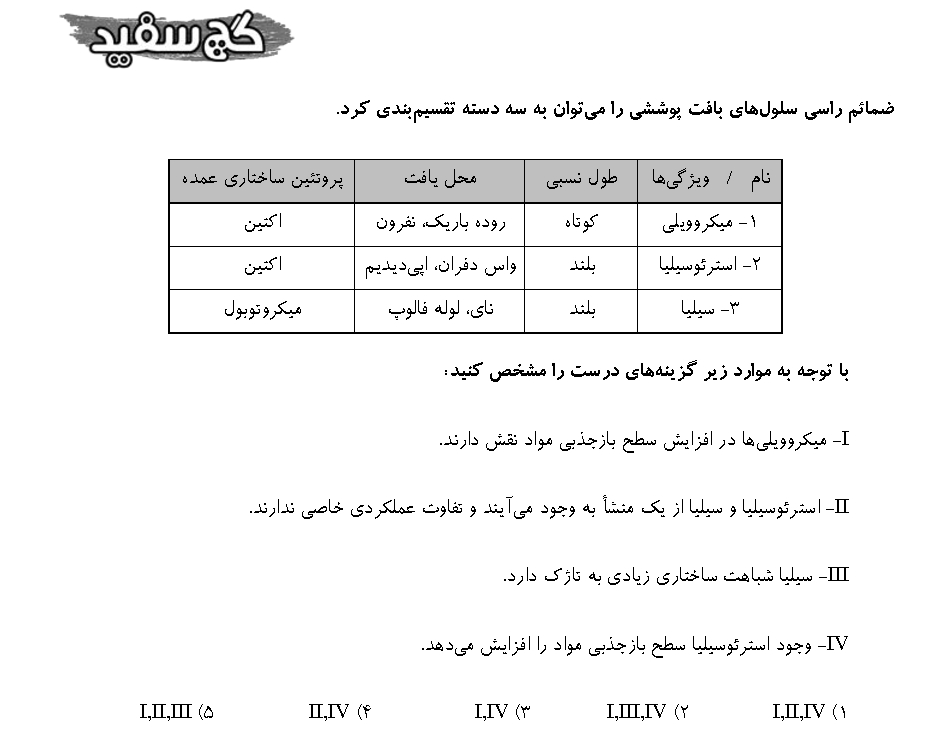 گچ سفید
ضمائم راسی سلول‌های بافت پوششی را می‌توان به سه دسته تقسیم‌بندی کرد.
نام / ویژگی‌ها طول نسبی محل یافت پروتئین ساختاری عمده
۱- میکروویلی کوتاه روده باریک، نفرون اکتین
۲- استرئوسیلیا بلند واس دفران، اپی‌دیدیم اکتین
۳- سیلیا بلند نای، لوله فالوپ میکروتوبول
با توجه به موارد زیر گزینه‌های درست را مشخص کنید:
I- میکروویلی‌ها در افزایش سطح بازجذبی مواد نقش دارند.
II- استرئوسیلیا و سیلیا از یک منشأ به وجود می‌آیند و تفاوت عملکردی خاصی ندارند.
III- سیلیا شباهت ساختاری زیادی به تاژک دارد.
IV- وجود استرئوسیلیا سطح بازجذبی مواد را افزایش می‌دهد.
۱) I,II,IV ۲) I,III,IV ۳) I,IV ۴) II,IV ۵) I,II,III